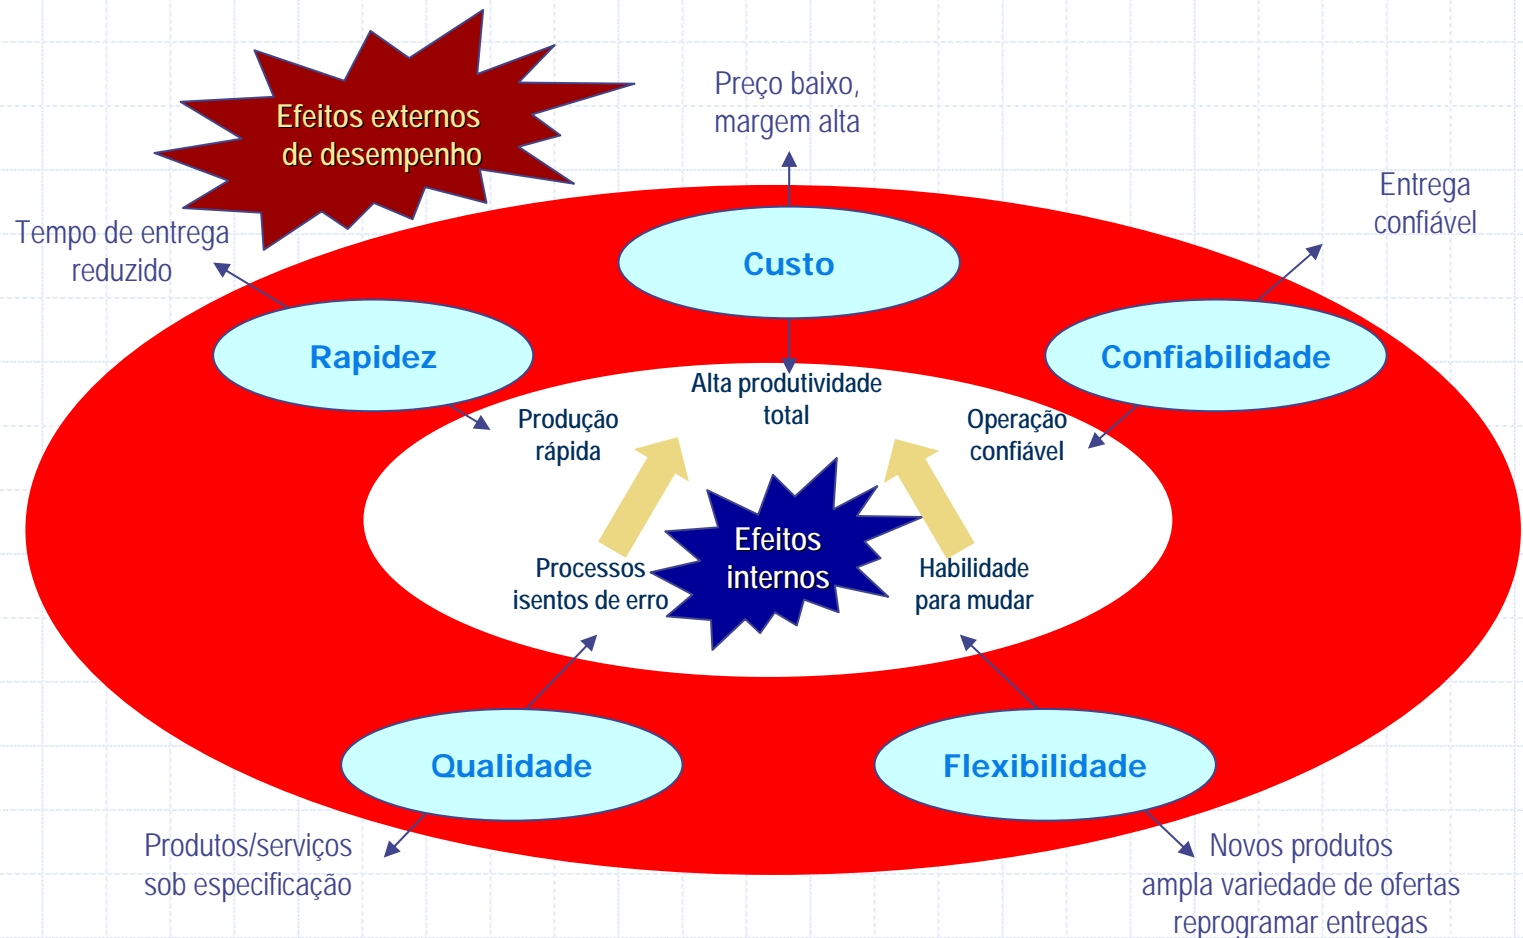 Efeitos externos
de desempenho
Preço baixo,
margem alta
Entrega
confiável
Tempo de entrega
reduzido
Custo
Rapidez
Confiabilidade
Alta produtividade
total
Produção
rápida
Operação
confiável
Efeitos
internos
Processos
isentos de erro
Habilidade
para mudar
Qualidade
Flexibilidade
Produtos/serviços
sob especificação
Novos produtos
ampla variedade de ofertas
reprogramar entregas